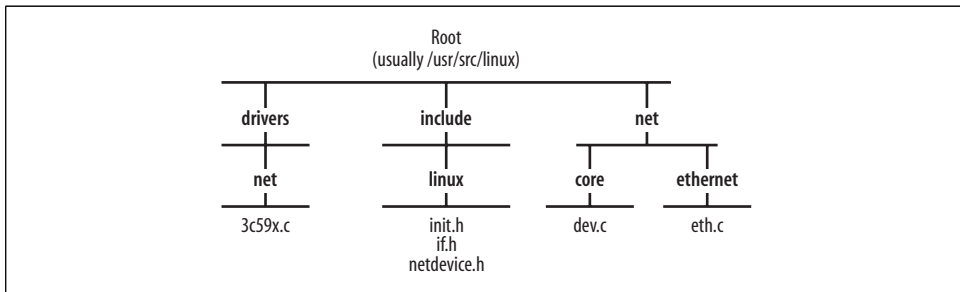 Root
(usually /usr/src/linux)
drivers
include
net
net
linux
core
ethernet
3c59x.c
init.h
if.h
netdevice.h
dev.c
eth.c